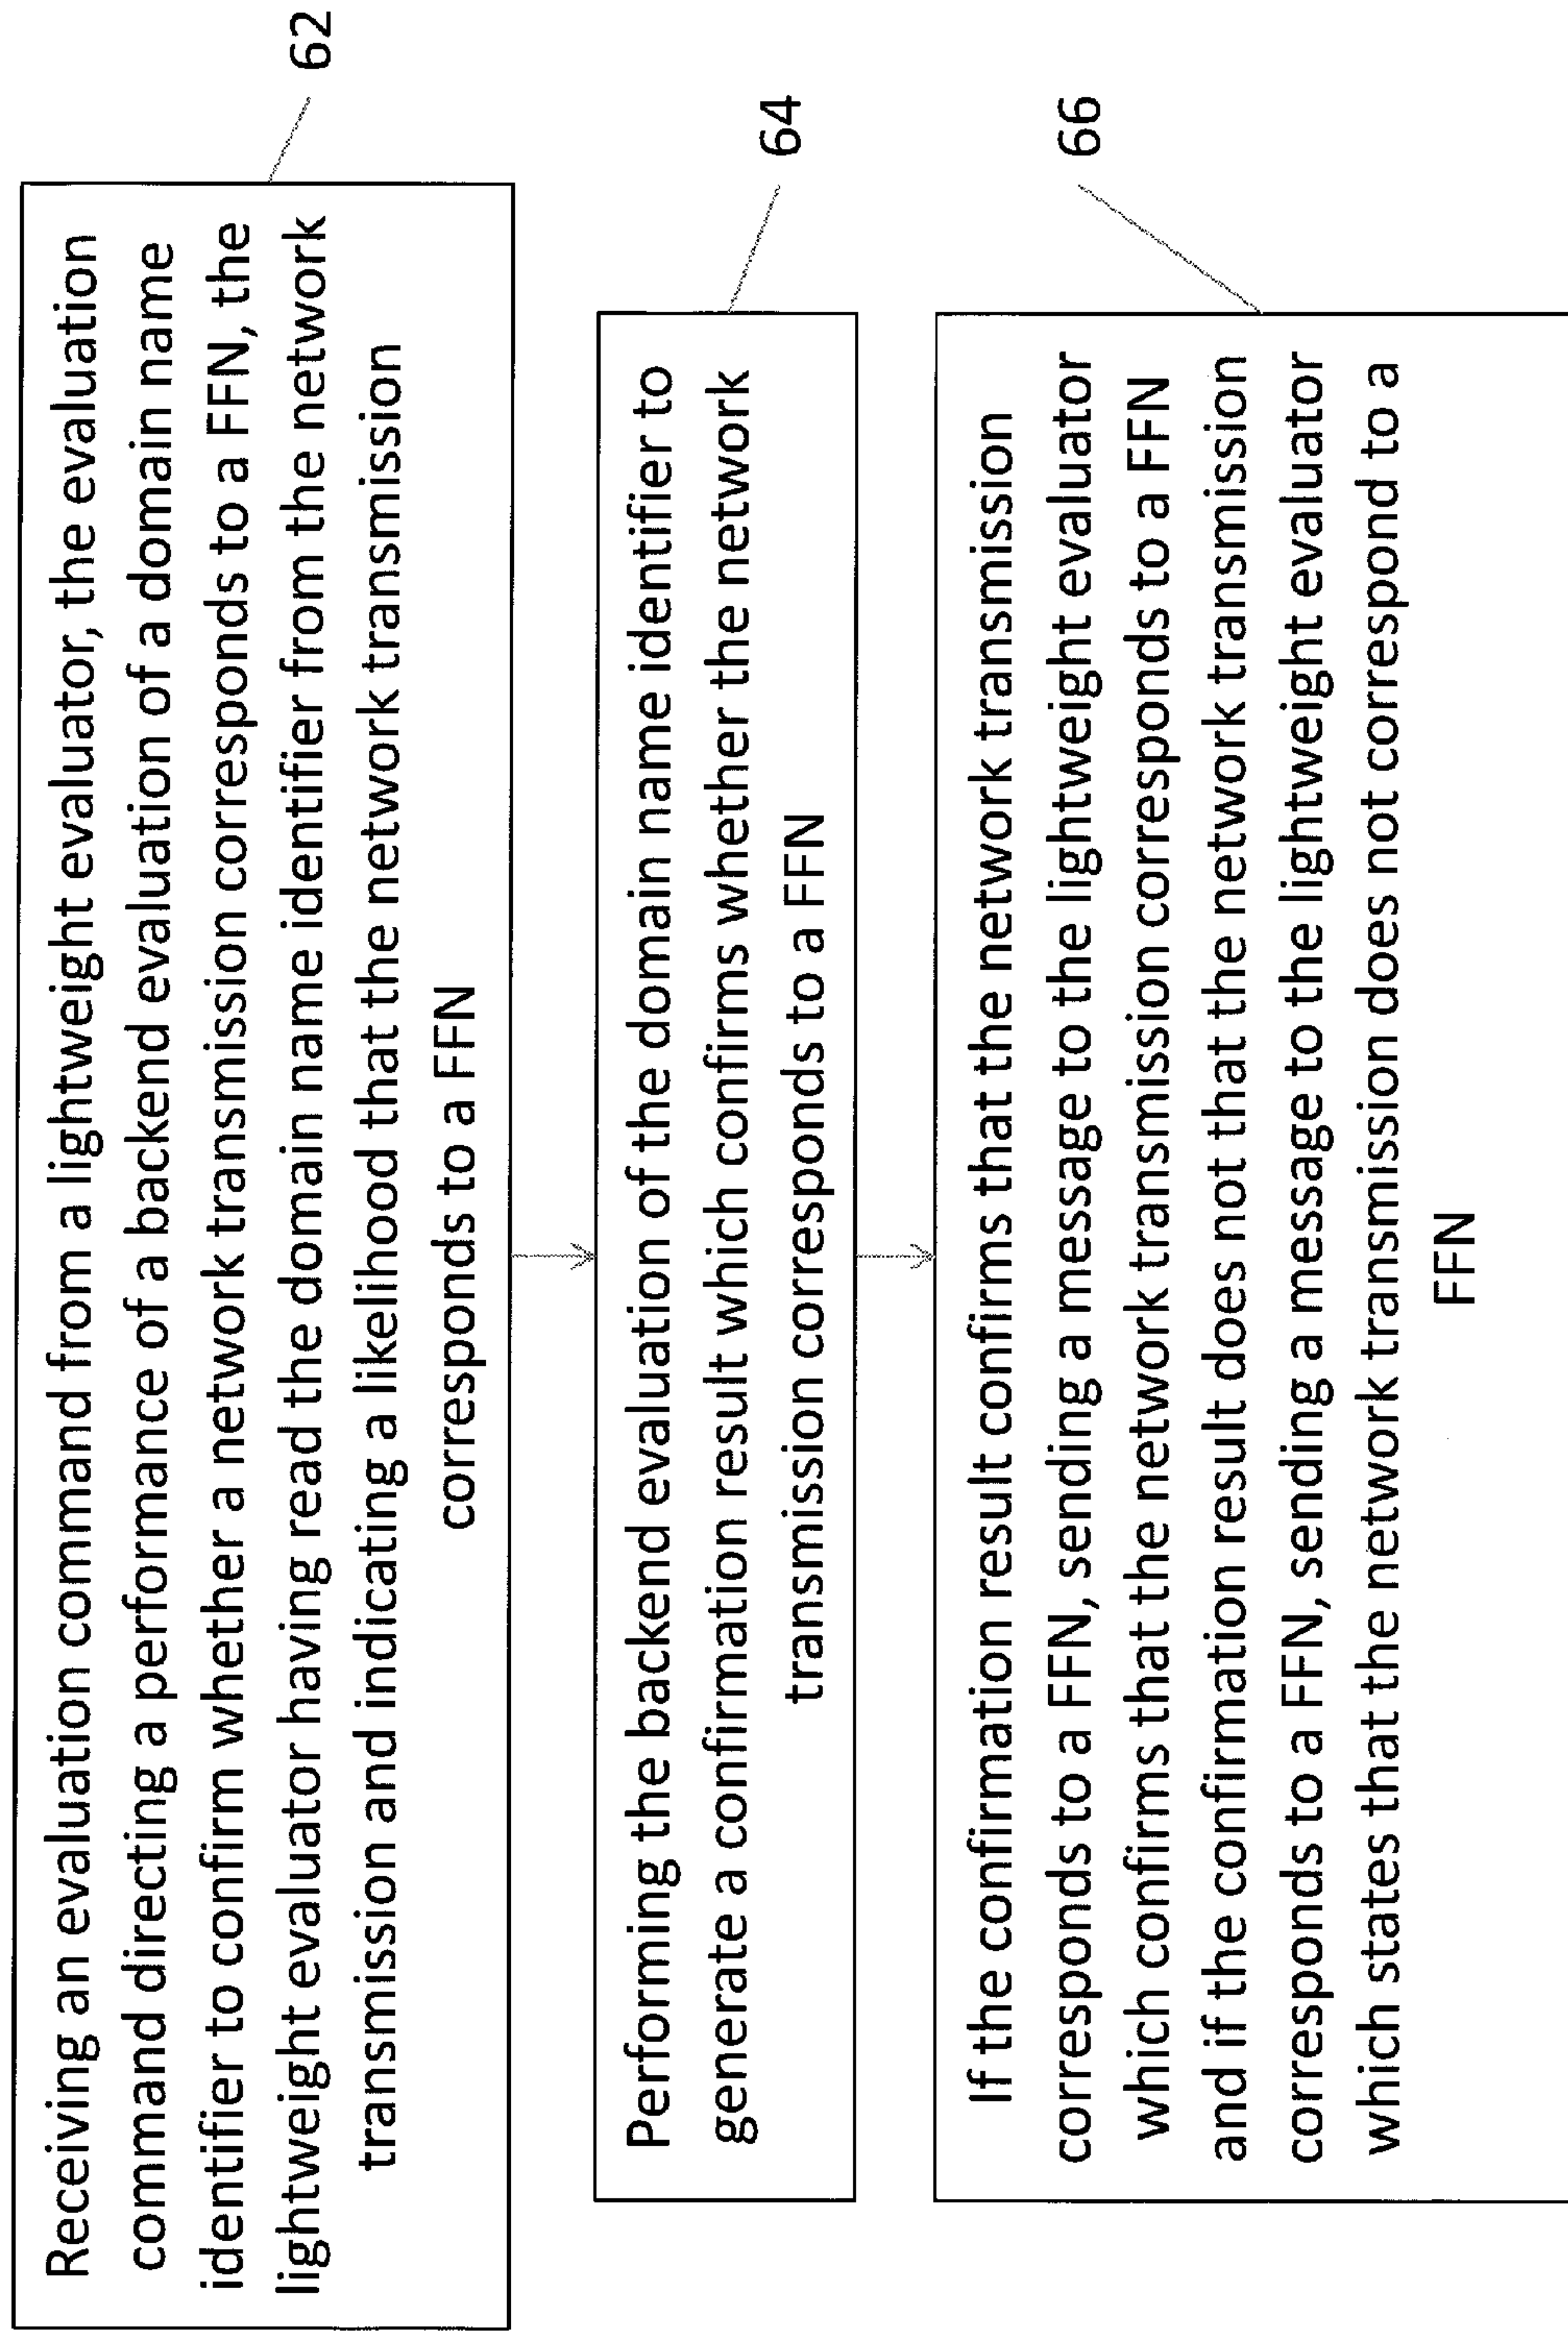 Receiving an evaluation command from a lightweight evaluator, the evaluation
command directing a performance of a backend evaluation of a domain name
identifier to confirm whether a network transmission corresponds to a FFN, the
lightweight evaluator having read the domain name identifier from the network
transmission and indicating a likelihood that the network transmission
corresponds to a FFN
62
Performing the backend evaluation of the domain name identifier to
generate a confirmation result which confirms whether the network
transmission corresponds to a FFN
64
If the confirmation result confirms that the network transmission
corresponds to a FFN, sending a message to the lightweight evaluator
which confirms that the network transmission corresponds to a FFN
and if the confirmation result does not that the network transmission
corresponds to a FFN, sending a message to the lightweight evaluator
which states that the network transmission does not correspond to a
FFN
66